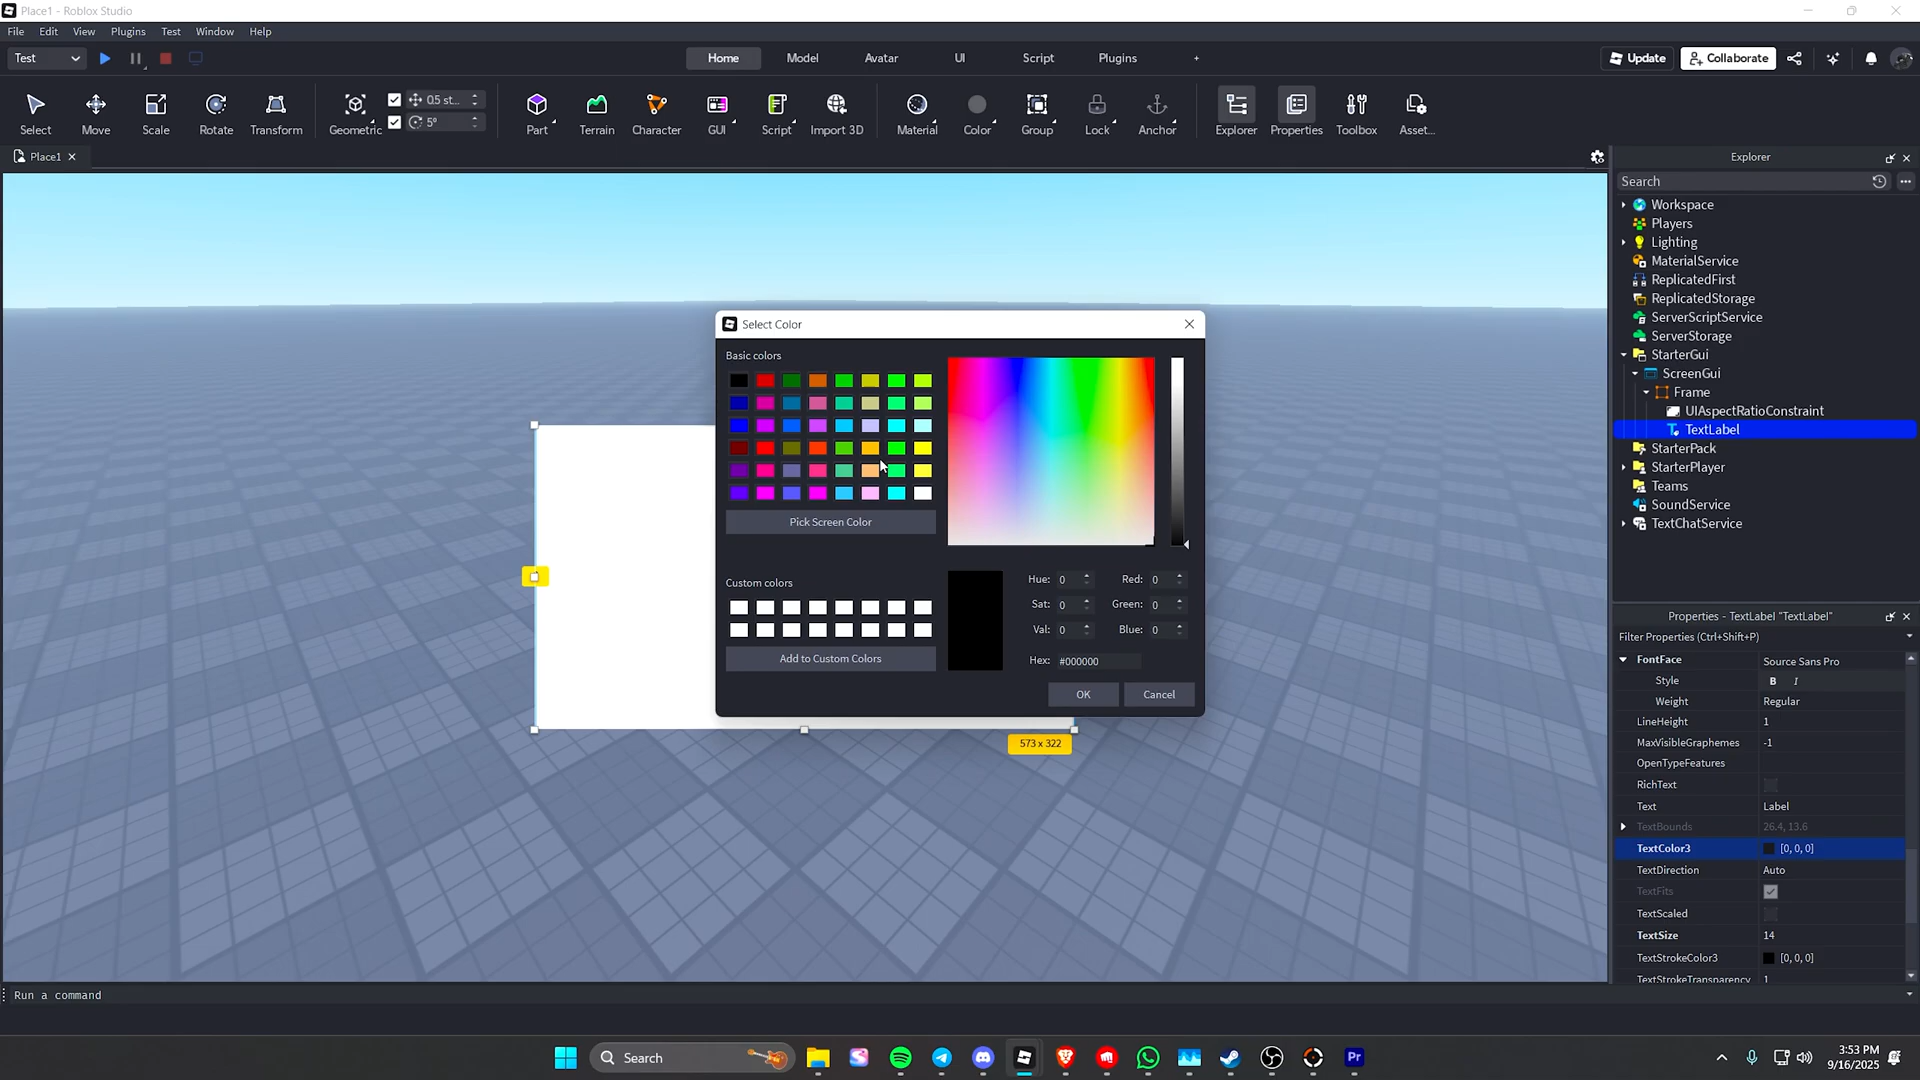 Place1 - Roblox Studio
File Edit View Plugins Test Window Help
Test
Home Model Avatar UI Script Plugins +
Update Collaborate
Select Move Scale Rotate Transform Geometric
0.5 st...
5°
Part Terrain Character GUI Script Import 3D Material Color Group Lock Anchor Explorer Properties Toolbox Asset...
Place1
Explorer
Search
Workspace
Players
Lighting
MaterialService
ReplicatedFirst
ReplicatedStorage
ServerScriptService
ServerStorage
StarterGui
ScreenGui
Frame
UIAspectRatioConstraint
TextLabel
StarterPack
StarterPlayer
Teams
SoundService
TextChatService
Select Color
Basic colors
Pick Screen Color
Custom colors
Add to Custom Colors
Hue: 0 Red: 0
Sat: 0 Green: 0
Val: 0 Blue: 0
Hex: #000000
OK Cancel
573 x 322
Properties - TextLabel "TextLabel"
Filter Properties (Ctrl+Shift+P)
FontFace Source Sans Pro
Style B I
Weight Regular
LineHeight 1
MaxVisibleGraphemes -1
OpenTypeFeatures
RichText
Text Label
TextBounds 26.4, 13.6
TextColor3 [0, 0, 0]
TextDirection Auto
TextFits
TextScaled
TextSize 14
TextStrokeColor3 [0, 0, 0]
TextStrokeTransparency 1
Run a command
Search
Pr
3:53 PM
9/16/2025